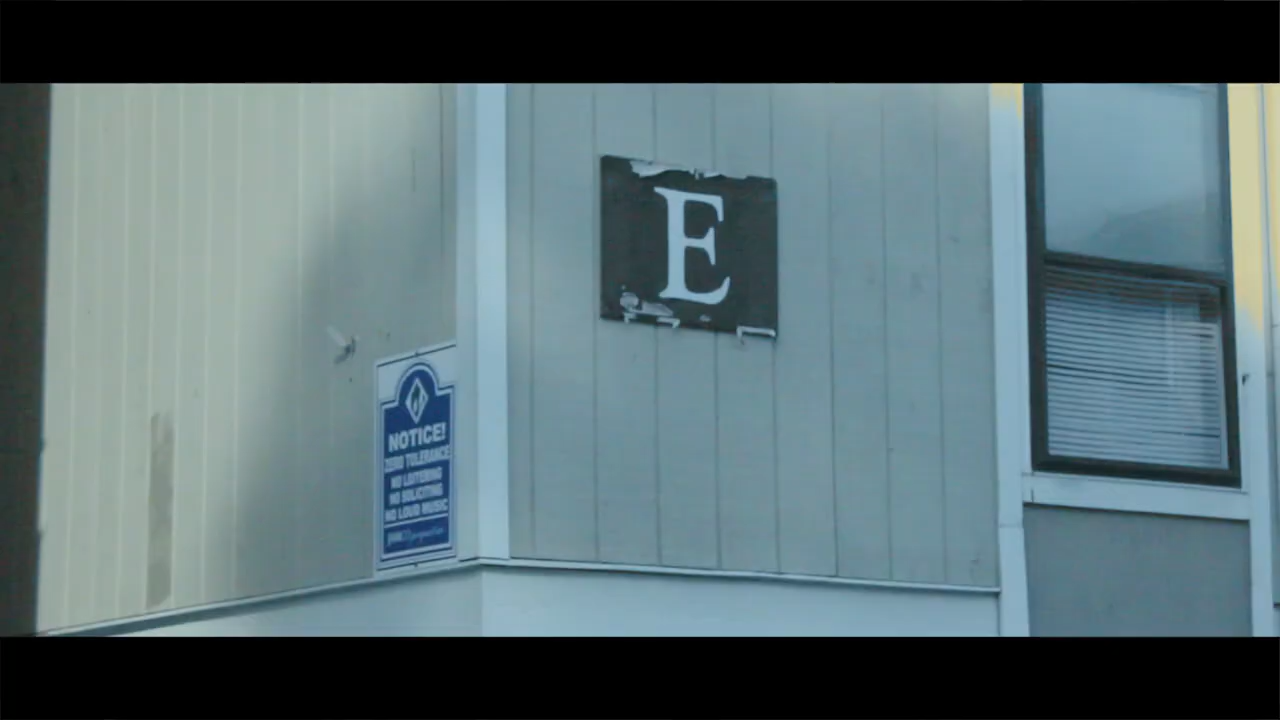 E
NOTICE!
ZERO TOLERANCE
NO LOITERING
NO SOLICITING
NO LOUD MUSIC